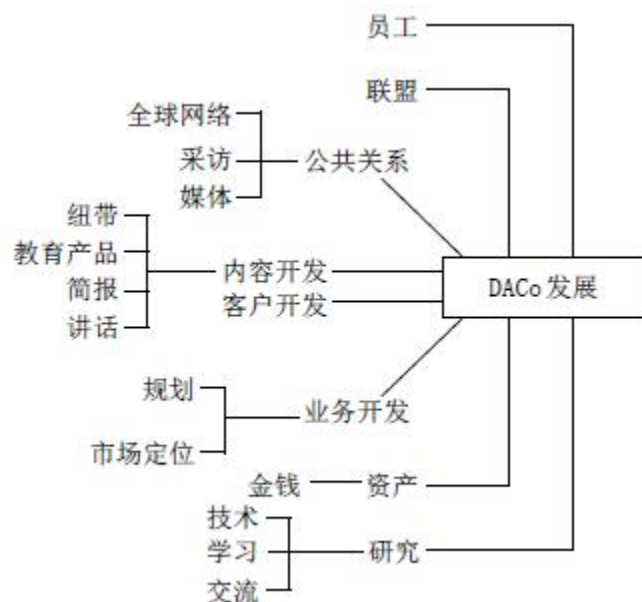 员工
联盟
全球网络
采访
媒体
公共关系
纽带
教育产品
简报
讲话
内容开发
客户开发
DACo 发展
规划
市场定位
业务开发
金钱
资产
技术
学习
交流
研究